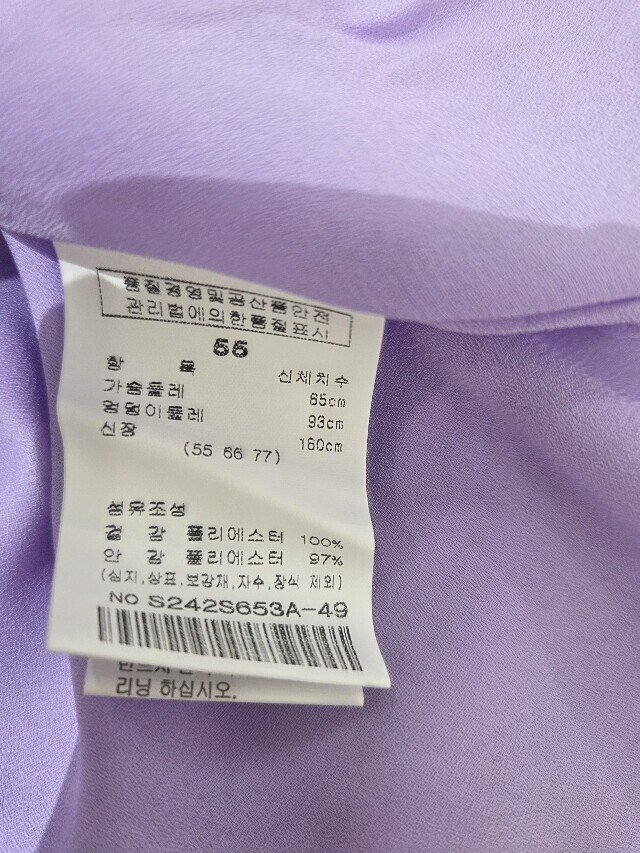 품질경영및공산품안전
관리법에의한품질표시
55
항 목 신체치수
가슴둘레 85cm
엉덩이둘레 93cm
신장 160cm
(55 66 77)
섬유조성
겉 감 폴리에스터 100%
안 감 폴리에스터 97%
(심지,상표,보강재,자수,장식 제외)
NO S242S653A-49
리닝 하십시오.